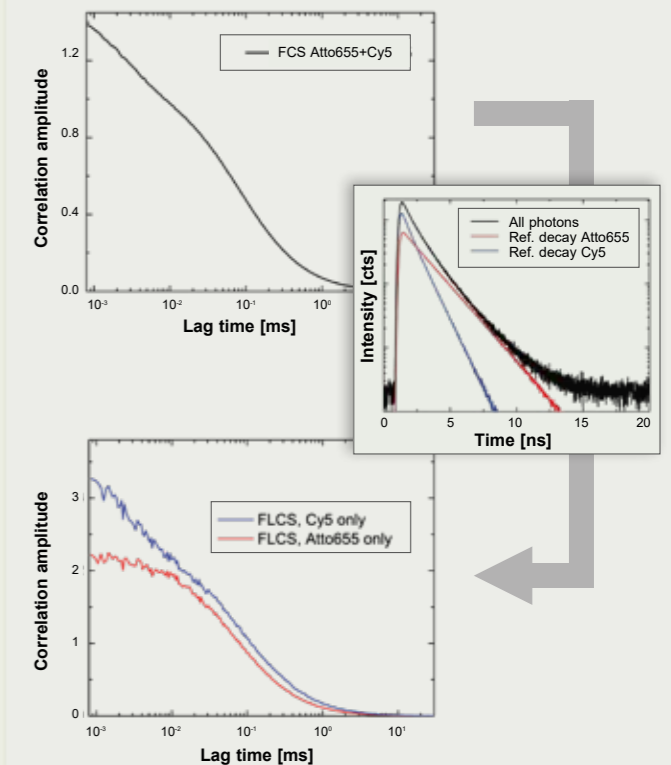 1.2
0.8
0.4
0.0
Correlation amplitude
FCS Atto655+Cy5
10⁻³ 10⁻² 10⁻¹ 10⁰
Lag time [ms]
Intensity [cts]
All photons
Ref. decay Atto655
Ref. decay Cy5
0 5 10 15 20
Time [ns]
3
2
1
0
Correlation amplitude
FLCS, Cy5 only
FLCS, Atto655 only
10⁻³ 10⁻² 10⁻¹ 10⁰ 10¹
Lag time [ms]